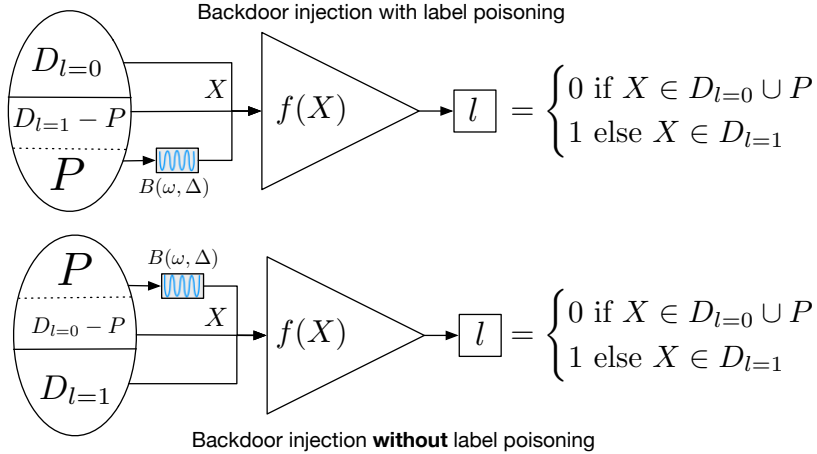 Backdoor injection with label poisoning
D_{l=0}
X
D_{l=1} − P
f(X)
l = { 0 if X ∈ D_{l=0} ∪ P
1 else X ∈ D_{l=1}
P
B(ω, Δ)
P
B(ω, Δ)
X
D_{l=0} − P
f(X)
l = { 0 if X ∈ D_{l=0} ∪ P
1 else X ∈ D_{l=1}
D_{l=1}
Backdoor injection without label poisoning